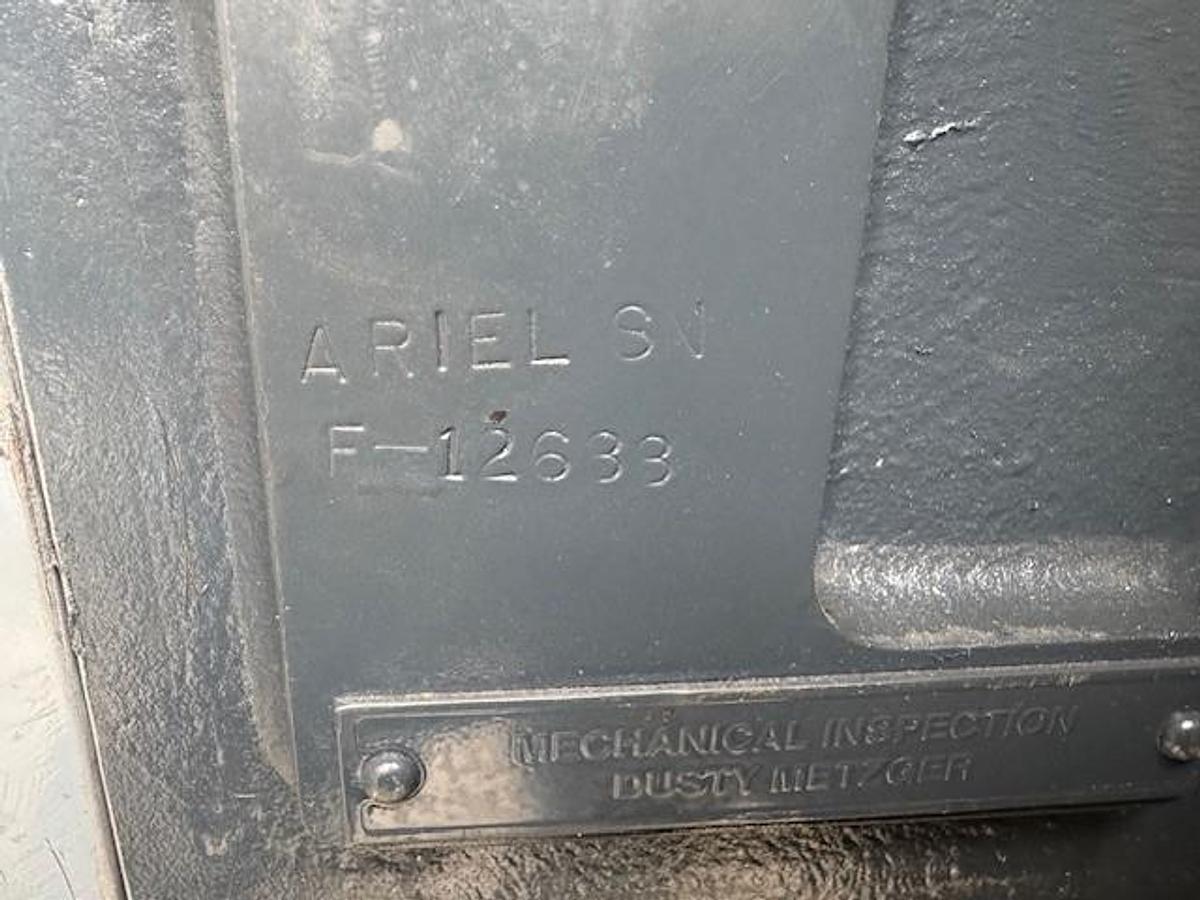 ARIEL SN
F-12633
MECHANICAL INSPECTION
DUSTY METZGER